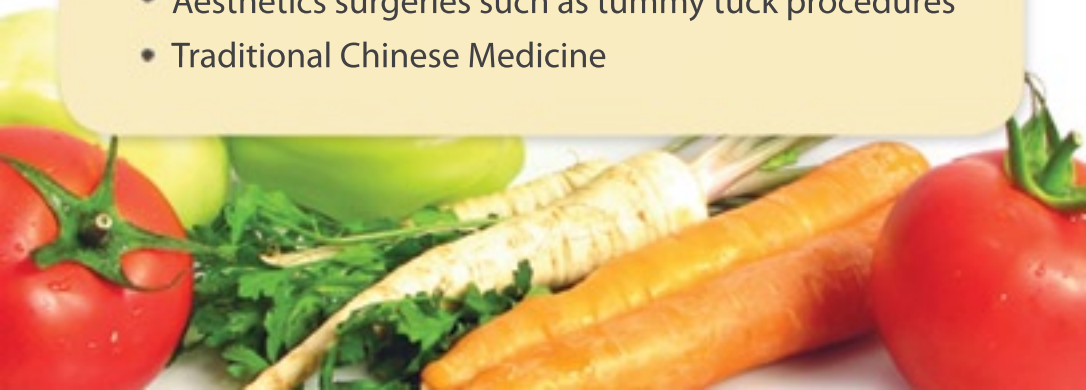 • Aesthetics surgeries such as tummy tuck procedures
• Traditional Chinese Medicine